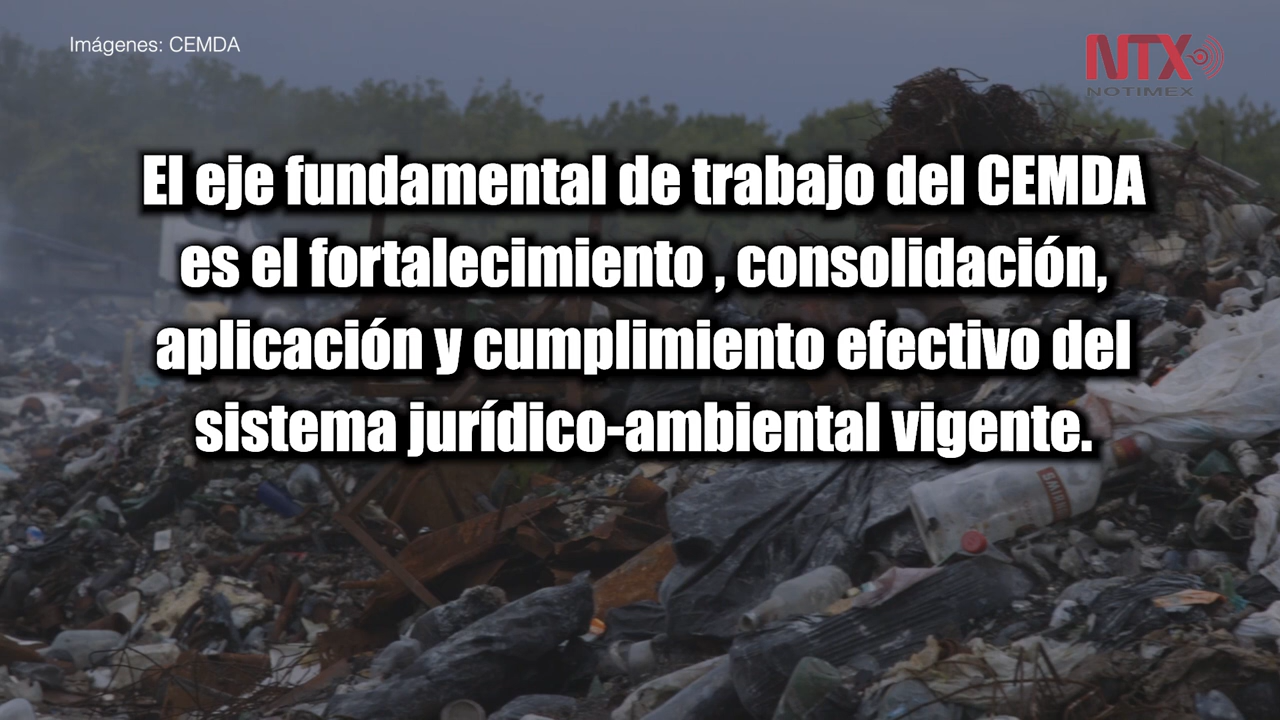 Imágenes: CEMDA
NTX
NOTIMEX
El eje fundamental de trabajo del CEMDA
es el fortalecimiento , consolidación,
aplicación y cumplimiento efectivo del
sistema jurídico-ambiental vigente.